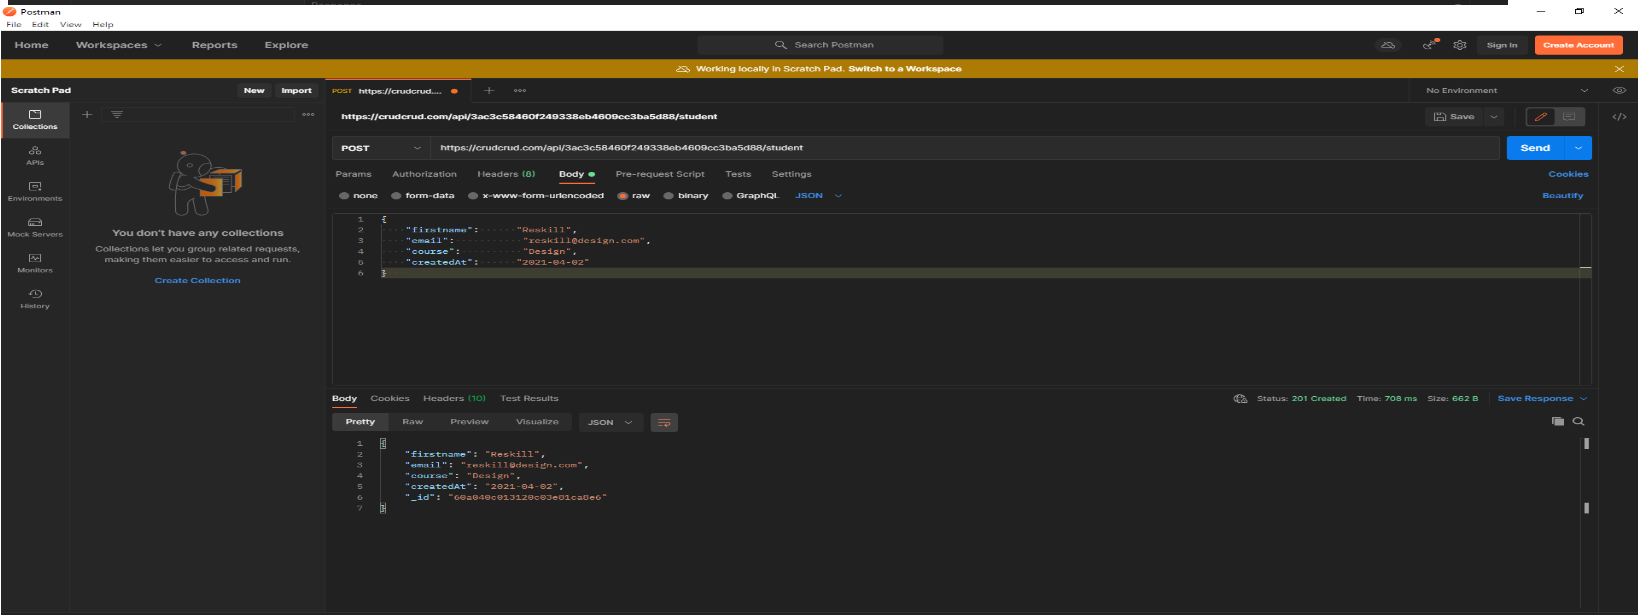 Postman
File Edit View Help
Home Workspaces Reports Explore Search Postman Sign In Create Account
Working locally in Scratch Pad. Switch to a Workspace
Scratch Pad New Import POST https://crudcrud.... No Environment
Collections
APIs
Environments
Mock Servers
Monitors
History
You don't have any collections
Collections let you group related requests,
making them easier to access and run.
Create Collection
https://crudcrud.com/api/3ac3c58460f249338eb4609cc3ba5d88/student Save
POST https://crudcrud.com/api/3ac3c58460f249338eb4609cc3ba5d88/student Send
Params Authorization Headers (8) Body Pre-request Script Tests Settings Cookies
none form-data x-www-form-urlencoded raw binary GraphQL JSON Beautify
1 {
2 "firstname": "Reskill",
3 "email": "reskill@design.com",
4 "course": "Design",
5 "createdAt": "2021-04-02"
6 }
Body Cookies Headers (10) Test Results Status: 201 Created Time: 708 ms Size: 662 B Save Response
Pretty Raw Preview Visualize JSON
1 {
2 "firstname": "Reskill",
3 "email": "reskill@design.com",
4 "course": "Design",
5 "createdAt": "2021-04-02",
6 "_id": "60a040c013120c03e81ca8e6"
7 }